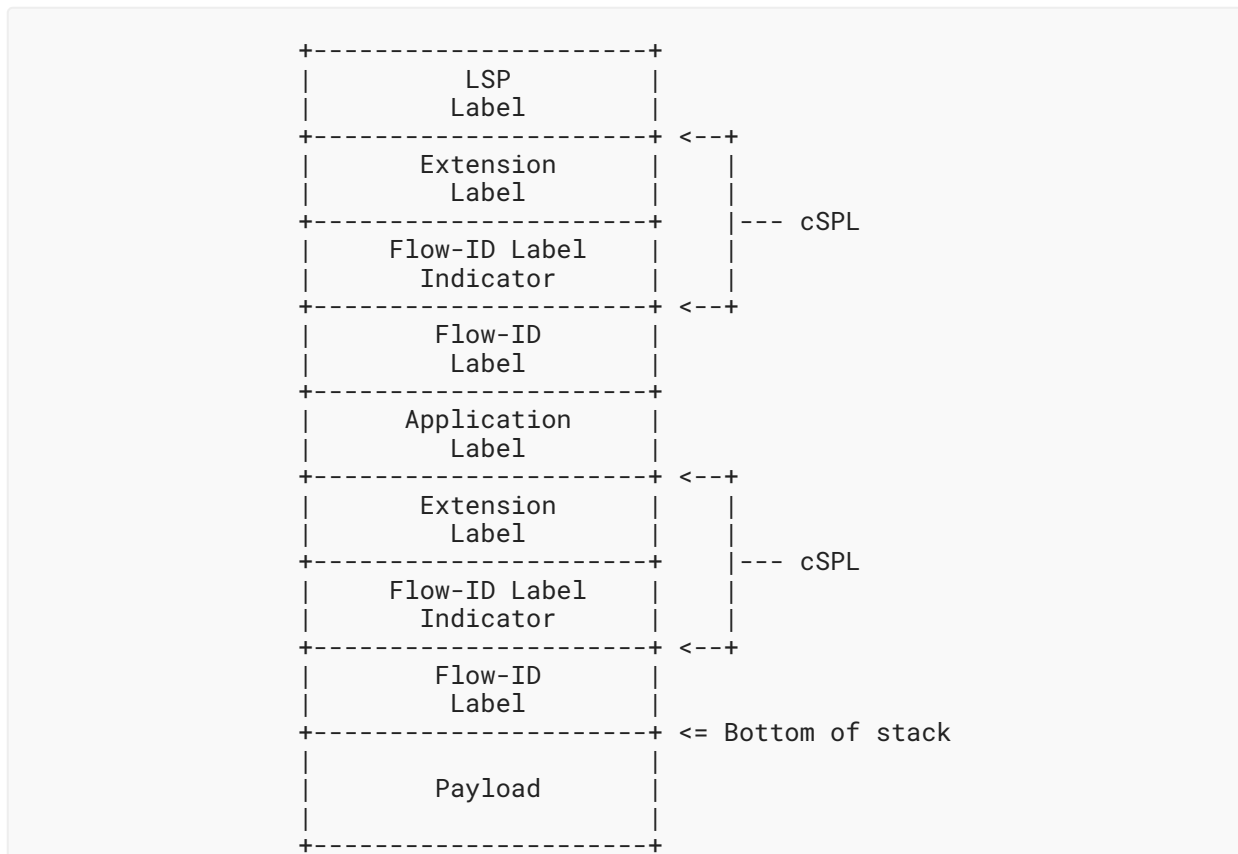 +----------------------+
|          LSP         |
|         Label        |
+----------------------+ <--+
|       Extension      |    |
|         Label        |    |
+----------------------+    |--- cSPL
|     Flow-ID Label    |    |
|       Indicator      |    |
+----------------------+ <--+
|        Flow-ID       |
|         Label        |
+----------------------+
|      Application     |
|         Label        |
+----------------------+ <--+
|       Extension      |    |
|         Label        |    |
+----------------------+    |--- cSPL
|     Flow-ID Label    |    |
|       Indicator      |    |
+----------------------+ <--+
|        Flow-ID       |
|         Label        |
+----------------------+ <= Bottom of stack
|                      |
|        Payload       |
|                      |
+----------------------+